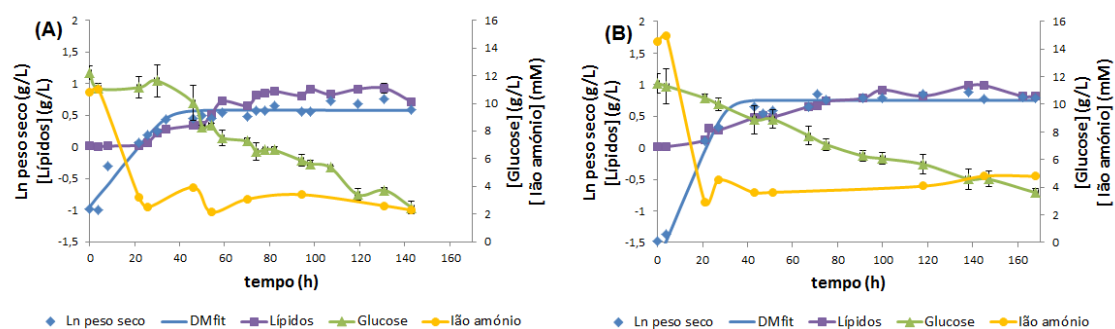 (A)
2
1,5
1
0,5
0
-0,5
-1
-1,5
Ln peso seco (g/L)
[Lípidos] (g/L)
16
14
12
10
8
6
4
2
0
[Glucose] (g/L)
[Ião amónio] (mM)
0 20 40 60 80 100 120 140 160
tempo (h)
Ln peso seco DMfit Lípidos Glucose Ião amónio
(B)
2
1,5
1
0,5
0
-0,5
-1
-1,5
Ln peso seco (g/L)
[Lípidos] (g/L)
16
14
12
10
8
6
4
2
0
[Glucose] (g/L)
[Ião amónio] (mM)
0 20 40 60 80 100 120 140 160
tempo (h)
Ln peso seco DMfit Lípidos Glucose Ião amónio